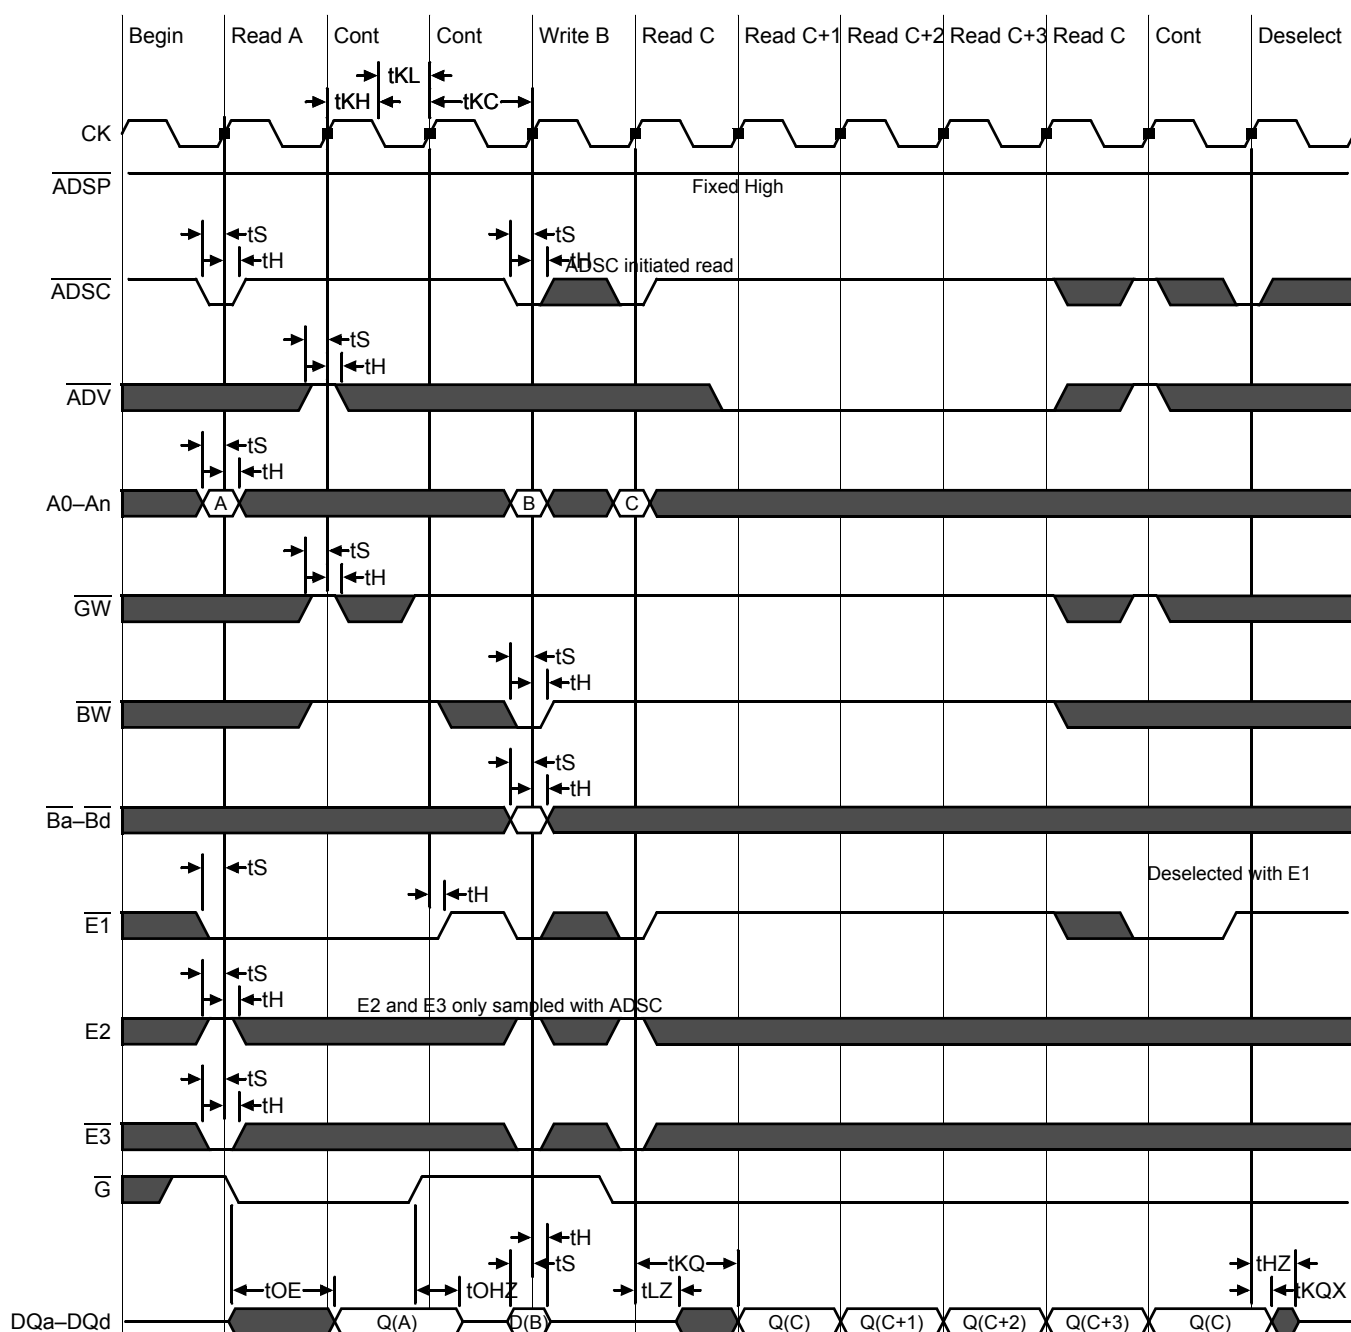 Begin Read A Cont Cont Write B Read C Read C+1 Read C+2 Read C+3 Read C Cont Deselect
tKL
tKH tKC
CK
ADSP
Fixed High
tS tS
tH tH
ADSC initiated read
ADSC
tS
tH
ADV
tS
tH
A0–An A B C
tS
tH
GW
tS
tH
BW
tS
tH
Ba–Bd
tS
Deselected with E1
tH
E1
tS
tH
E2 and E3 only sampled with ADSC
E2
tS
tH
E3
G
tH
tS tKQ tHZ
tOE tOHZ tLZ tKQX
DQa–DQd Q(A) D(B) Q(C) Q(C+1) Q(C+2) Q(C+3) Q(C)